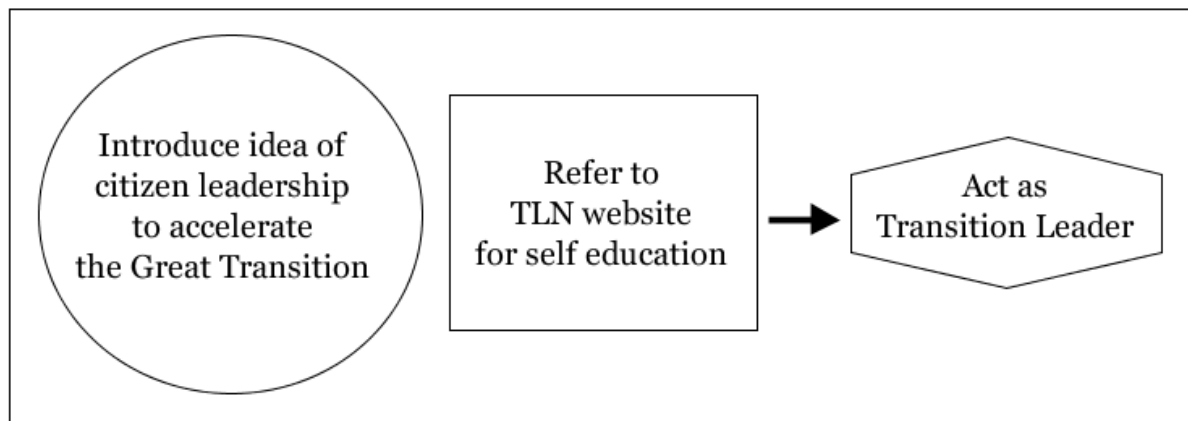 Introduce idea of
citizen leadership
to accelerate
the Great Transition
Refer to
TLN website
for self education
Act as
Transition Leader